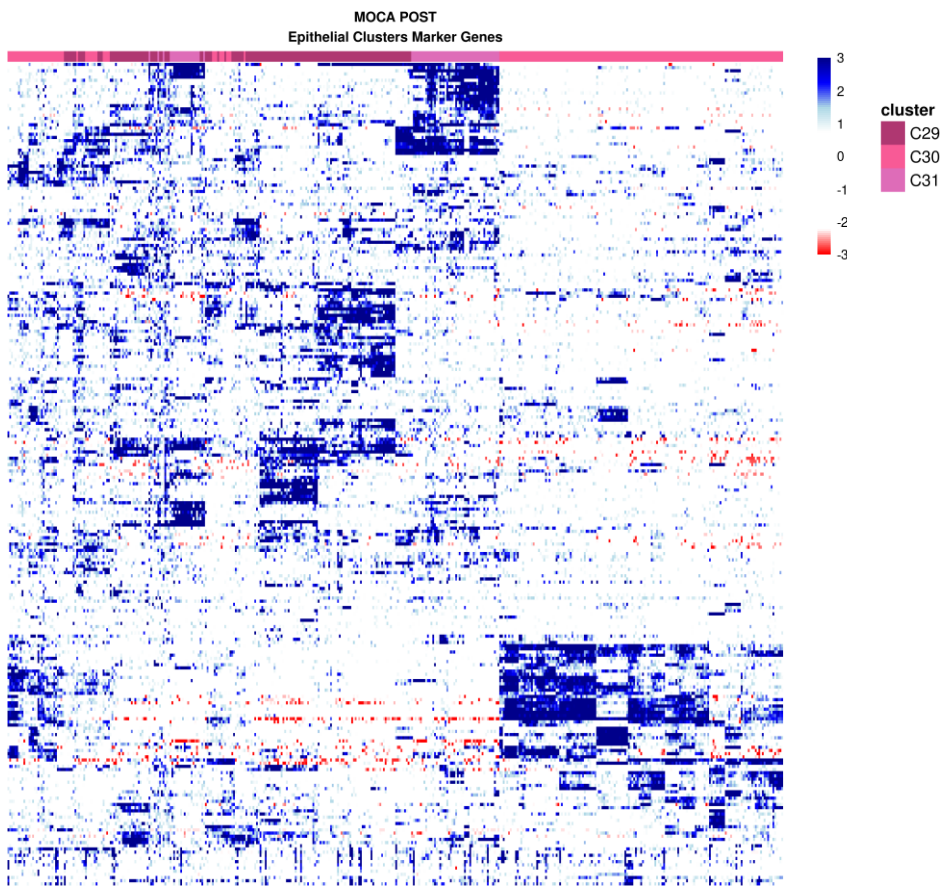 MOCA POST
Epithelial Clusters Marker Genes
3
2
1
0
-1
-2
-3
cluster
C29
C30
C31